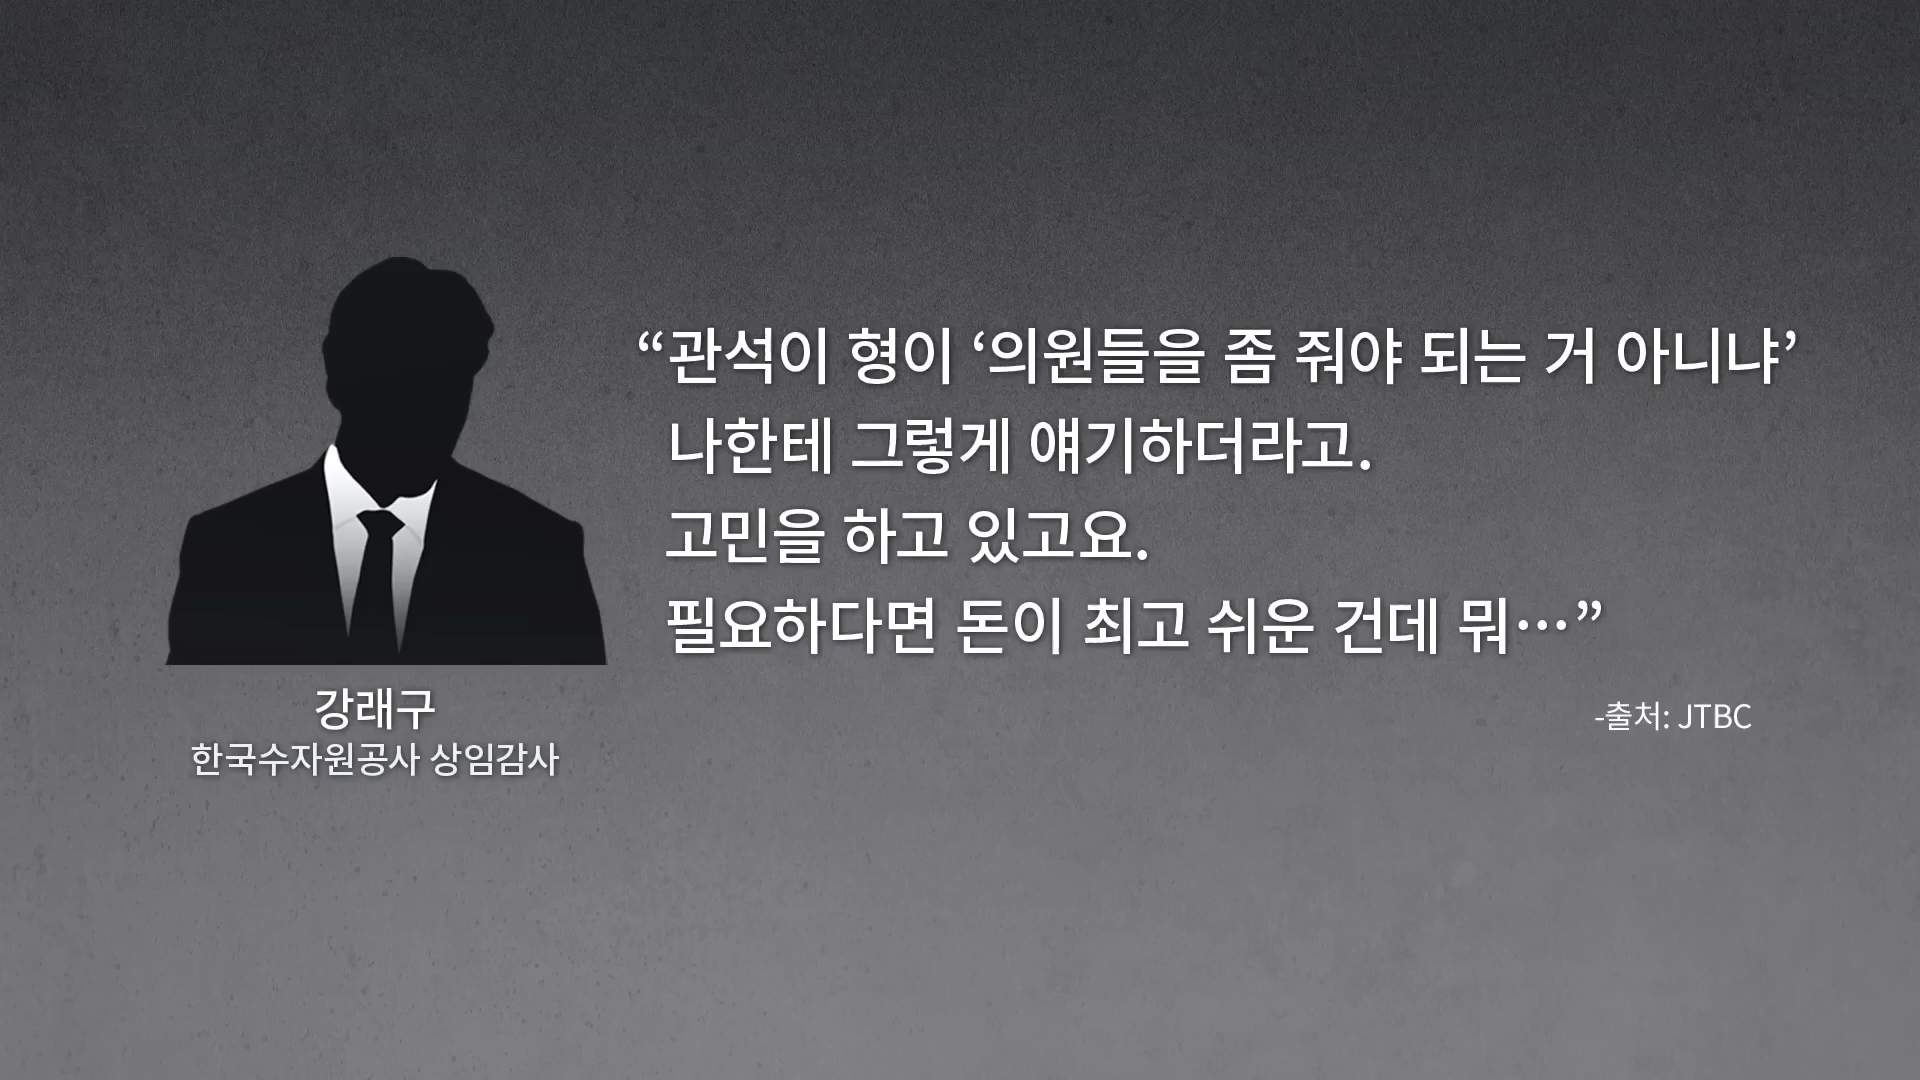 “관석이 형이 ‘의원들을 좀 줘야 되는 거 아니냐’
나한테 그렇게 얘기하더라고.
고민을 하고 있고요.
필요하다면 돈이 최고 쉬운 건데 뭐…”
-출처: JTBC
강래구
한국수자원공사 상임감사